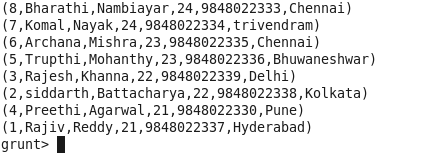 (8,Bharathi,Nambiayar,24,9848022333,Chennai)
(7,Komal,Nayak,24,9848022334,trivendram)
(6,Archana,Mishra,23,9848022335,Chennai)
(5,Trupthi,Mohanthy,23,9848022336,Bhuwaneshwar)
(3,Rajesh,Khanna,22,9848022339,Delhi)
(2,siddarth,Battacharya,22,9848022338,Kolkata)
(4,Preethi,Agarwal,21,9848022330,Pune)
(1,Rajiv,Reddy,21,9848022337,Hyderabad)
grunt>